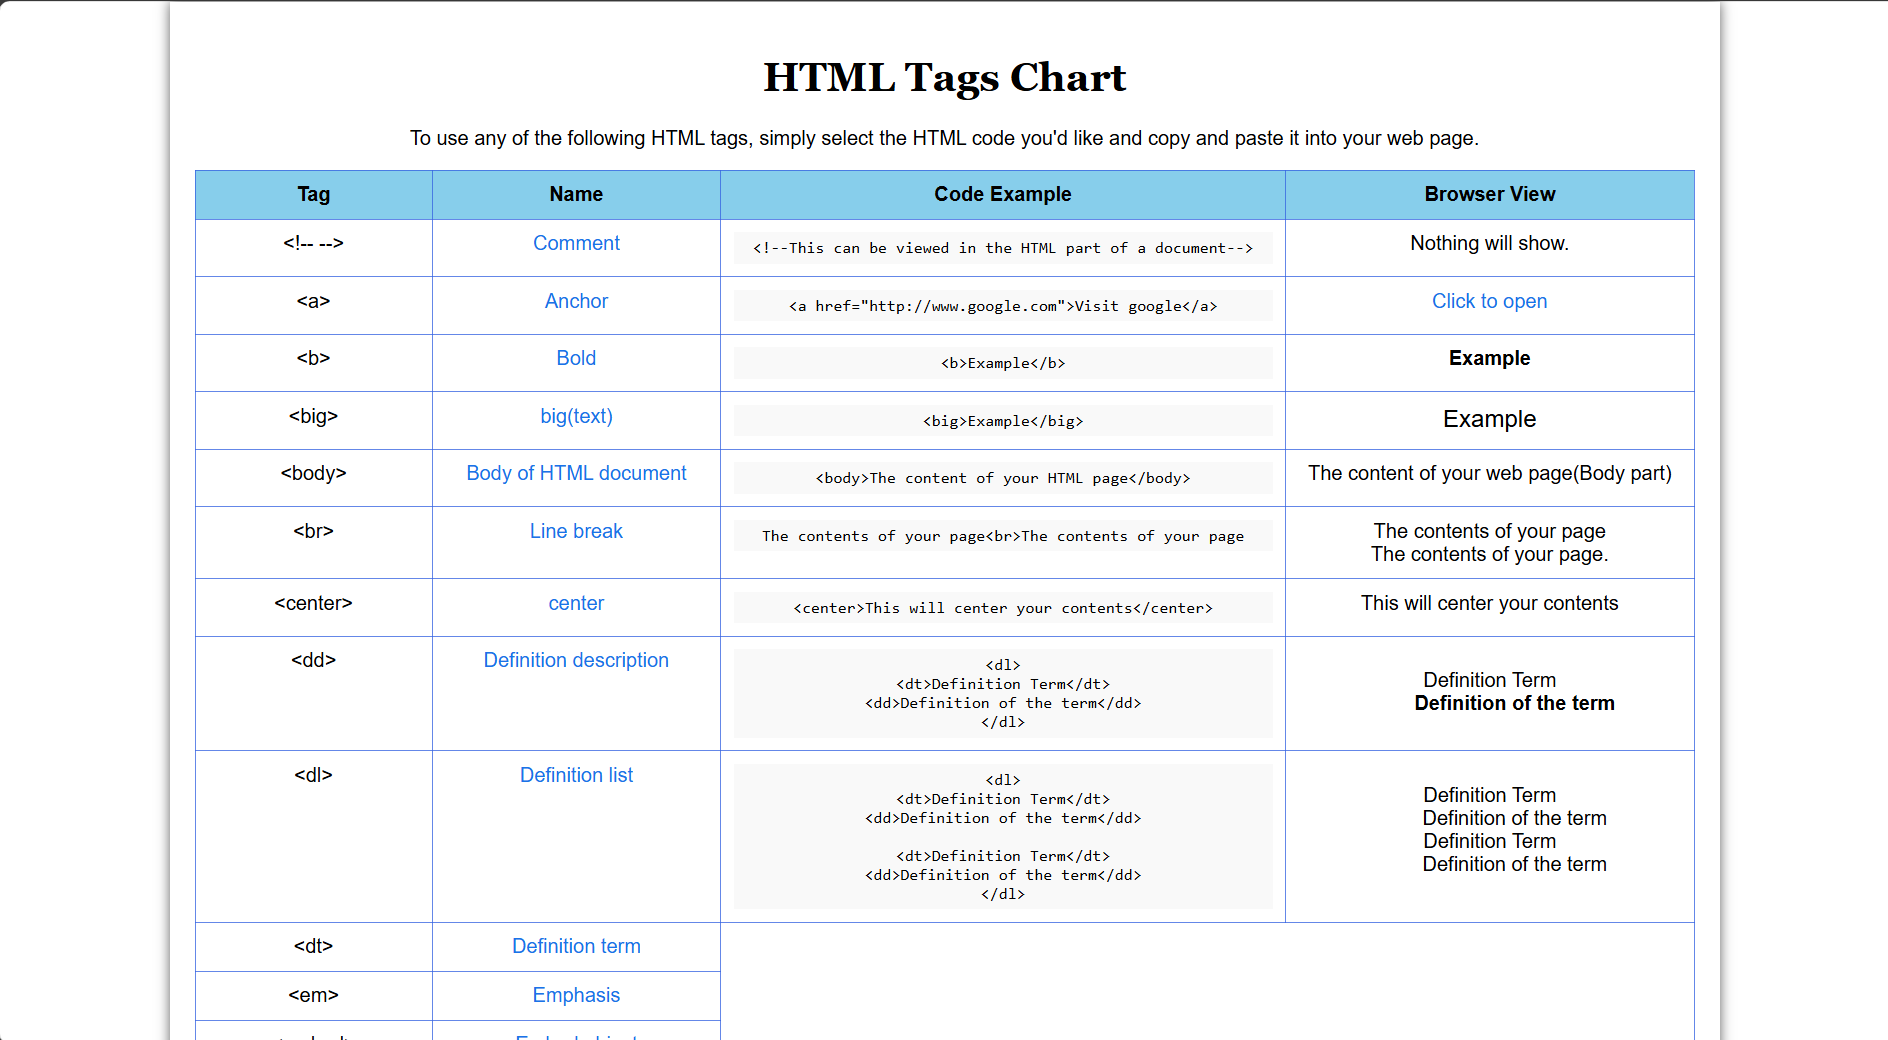 HTML Tags Chart
To use any of the following HTML tags, simply select the HTML code you'd like and copy and paste it into your web page.
Tag Name Code Example Browser View
<!-- --> Comment <!--This can be viewed in the HTML part of a document--> Nothing will show.
<a> Anchor <a href="http://www.google.com">Visit google</a> Click to open
<b> Bold <b>Example</b> Example
<big> big(text) <big>Example</big> Example
<body> Body of HTML document <body>The content of your HTML page</body> The content of your web page(Body part)
<br> Line break The contents of your page<br>The contents of your page The contents of your page
The contents of your page.
<center> center <center>This will center your contents</center> This will center your contents
<dd> Definition description <dl>
<dt>Definition Term</dt>
<dd>Definition of the term</dd>
</dl>
Definition Term
Definition of the term
<dl> Definition list <dl>
<dt>Definition Term</dt>
<dd>Definition of the term</dd>
<dt>Definition Term</dt>
<dd>Definition of the term</dd>
</dl>
Definition Term
Definition of the term
Definition Term
Definition of the term
<dt> Definition term
<em> Emphasis